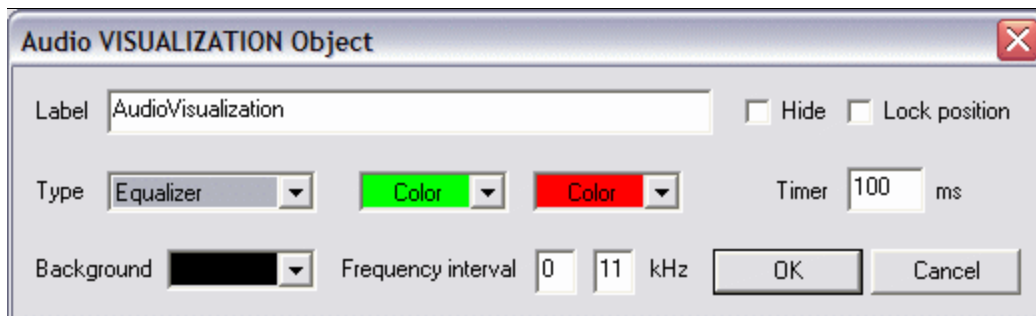 Audio VISUALIZATION Object
Label AudioVisualization Hide Lock position
Type Equalizer Color Color Timer 100 ms
Background Frequency interval 0 11 kHz OK Cancel